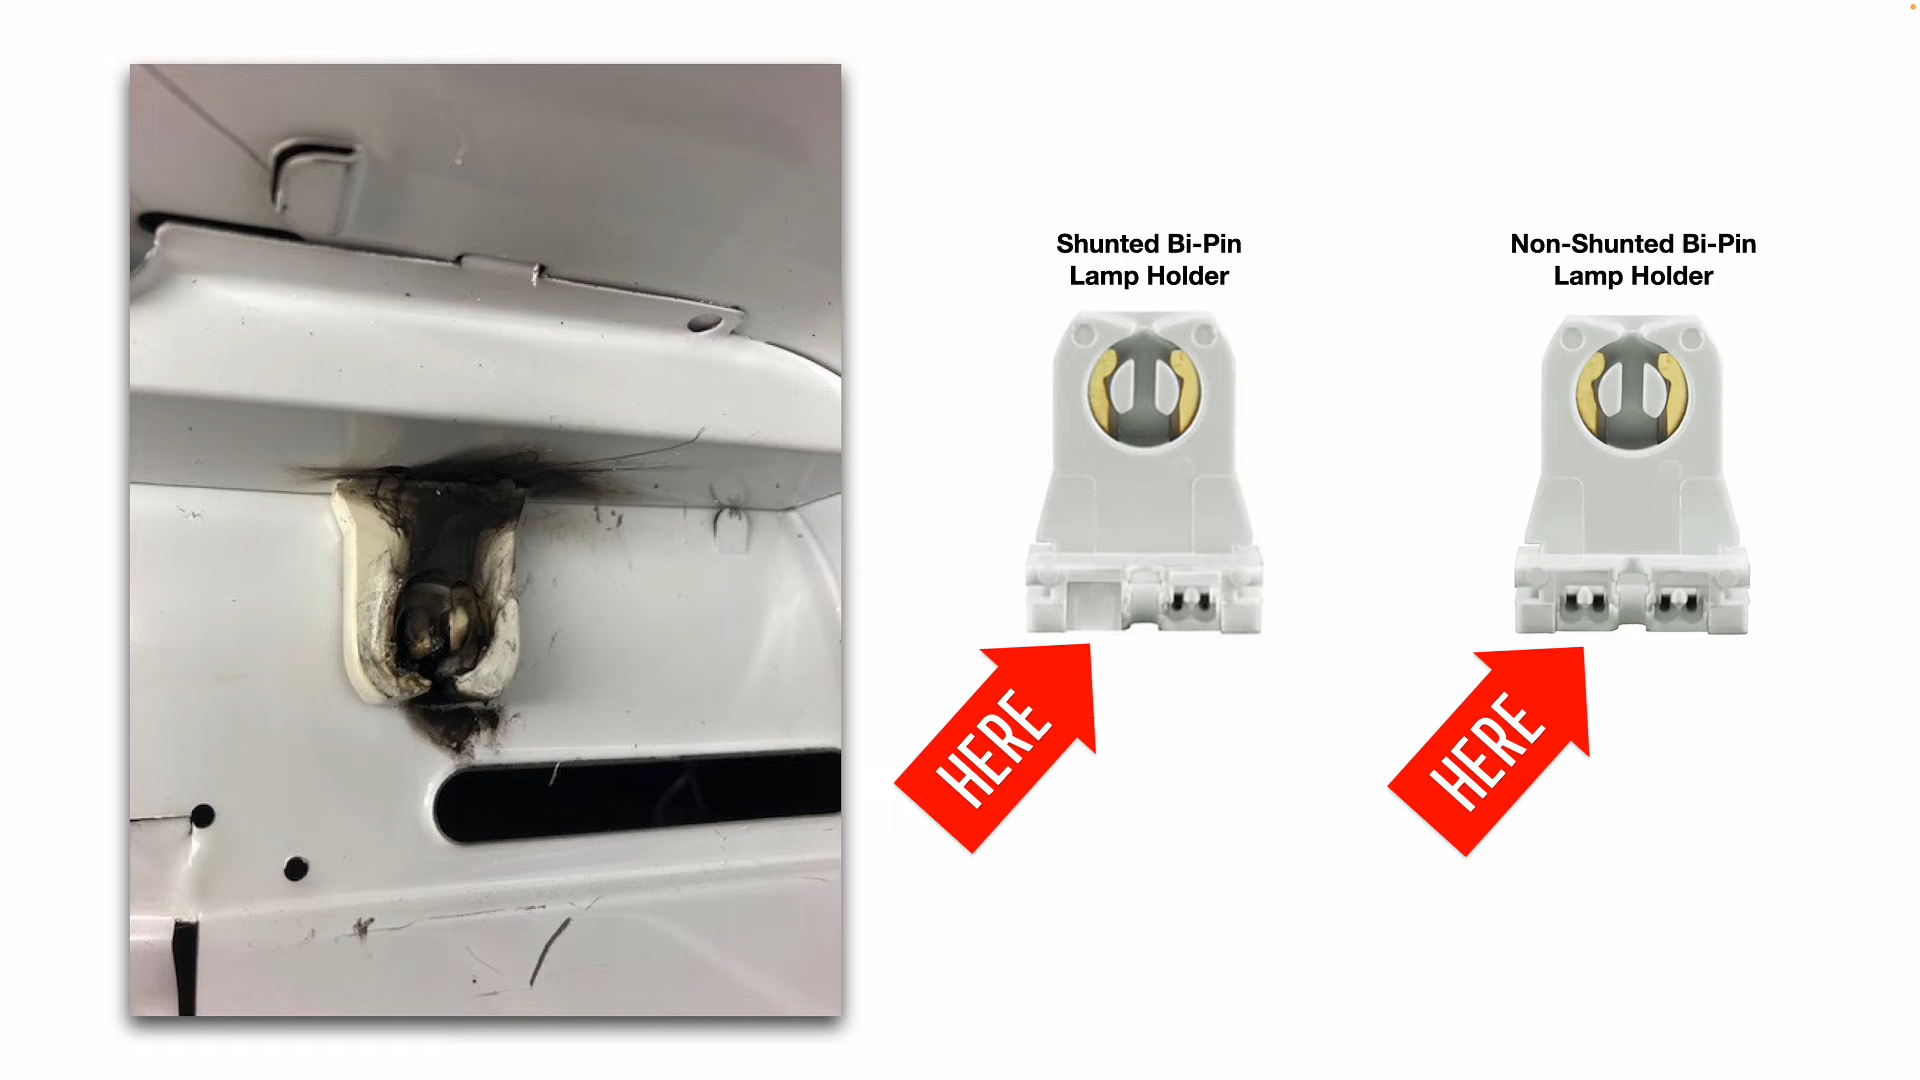 Shunted Bi-Pin
Lamp Holder
Non-Shunted Bi-Pin
Lamp Holder
HERE
HERE